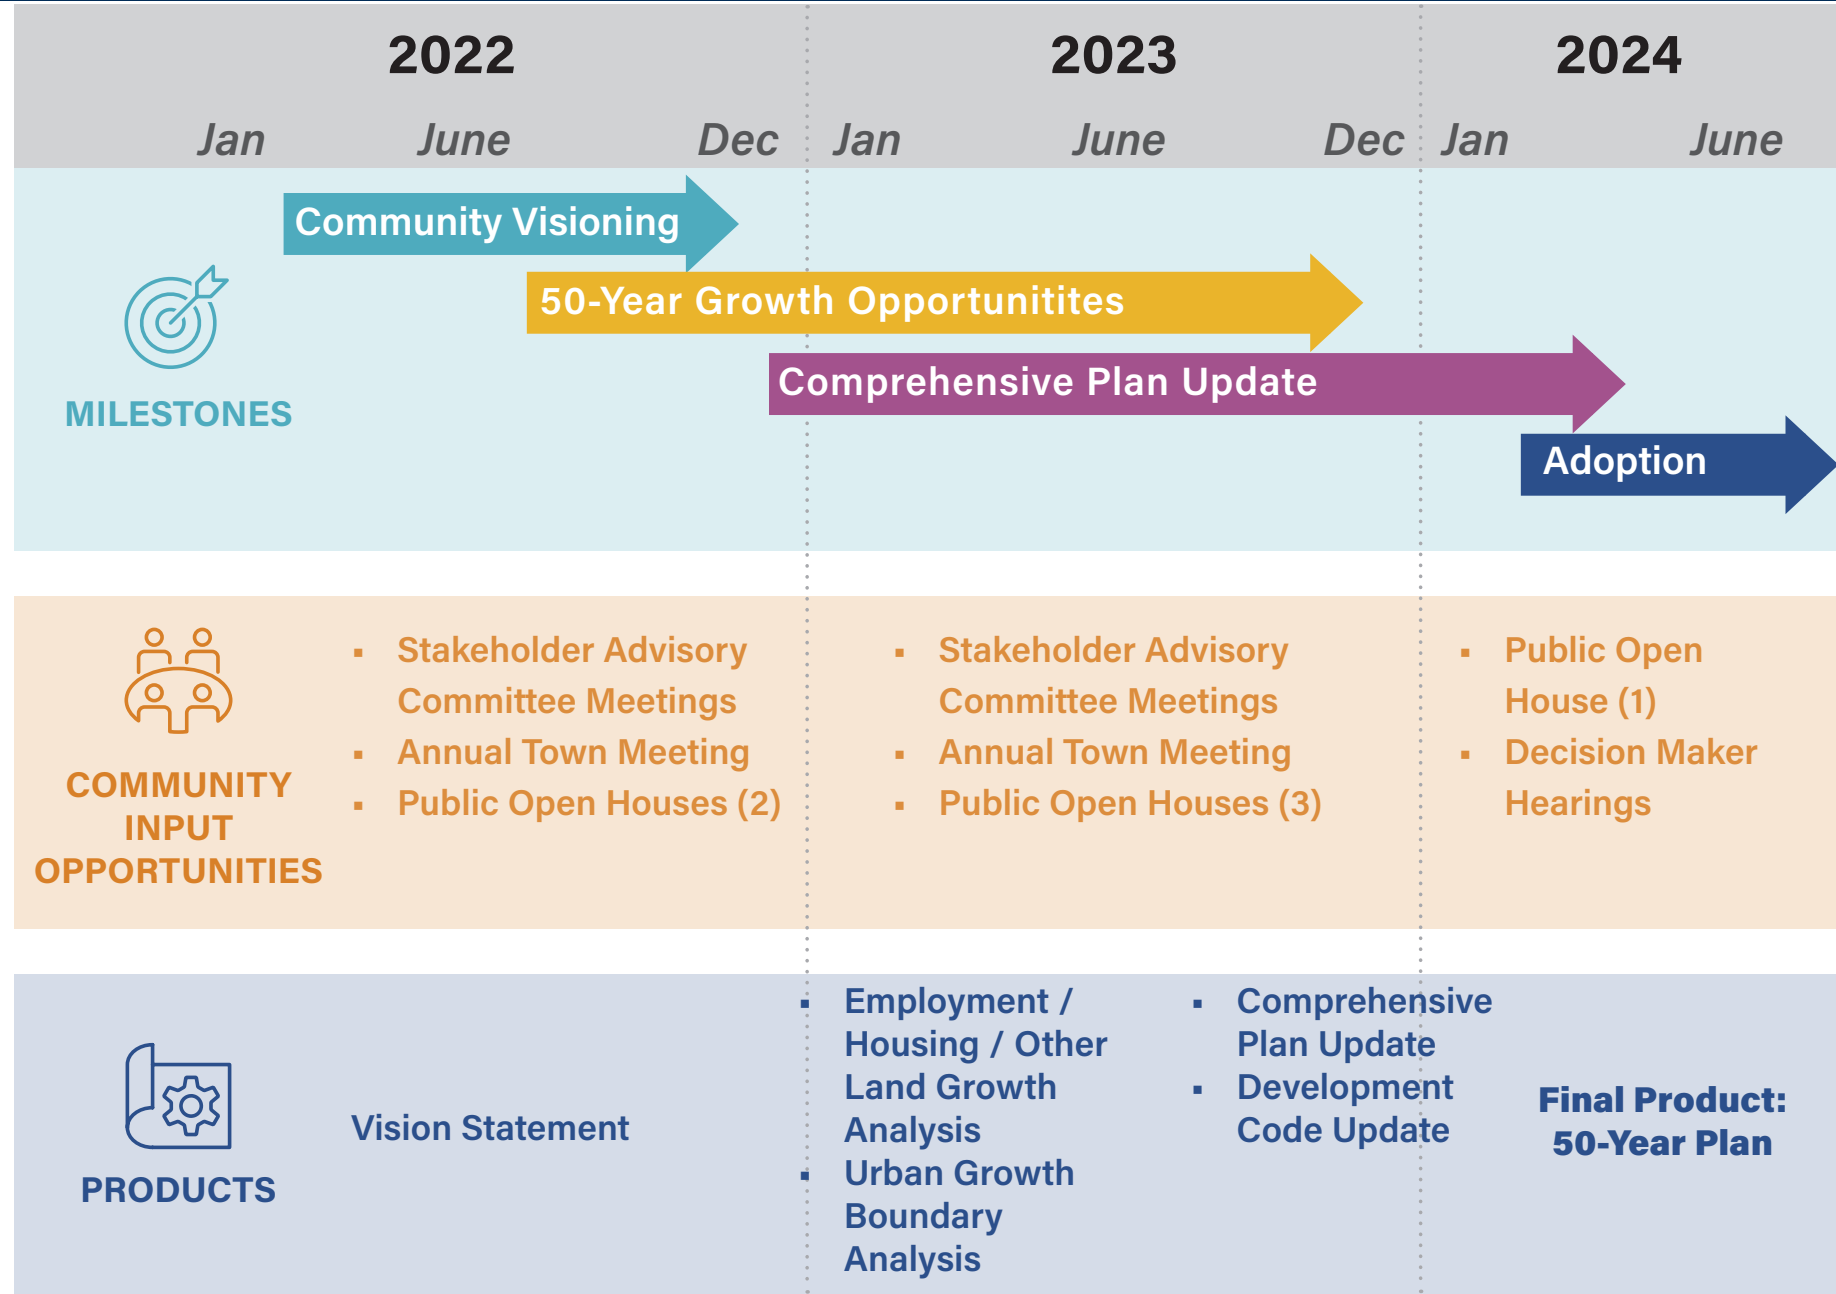 2022
2023
2024
Jan
June
Dec
Jan
June
Dec
Jan
June
Community Visioning
50-Year Growth Opportunitites
Comprehensive Plan Update
Adoption
MILESTONES
COMMUNITY
INPUT
OPPORTUNITIES
▪ Stakeholder Advisory
Committee Meetings
▪ Annual Town Meeting
▪ Public Open Houses (2)
▪ Stakeholder Advisory
Committee Meetings
▪ Annual Town Meeting
▪ Public Open Houses (3)
▪ Public Open
House (1)
▪ Decision Maker
Hearings
PRODUCTS
Vision Statement
▪ Employment /
Housing / Other
Land Growth
Analysis
▪ Urban Growth
Boundary
Analysis
▪ Comprehensive
Plan Update
▪ Development
Code Update
Final Product:
50-Year Plan